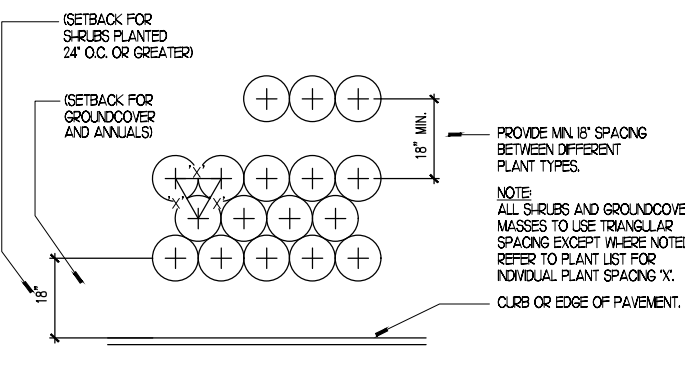 (SETBACK FOR
SHRUBS PLANTED
24" O.C. OR GREATER)
(SETBACK FOR
GROUNDCOVER
AND ANNUALS)
18" MIN.
PROVIDE MIN. 18" SPACING
BETWEEN DIFFERENT
PLANT TYPES.
'X'
'X'
'X'
NOTE:
ALL SHRUBS AND GROUNDCOVE
MASSES TO USE TRIANGULAR
SPACING EXCEPT WHERE NOTE
REFER TO PLANT LIST FOR
INDIVIDUAL PLANT SPACING 'X'.
18"
CURB OR EDGE OF PAVEMENT.